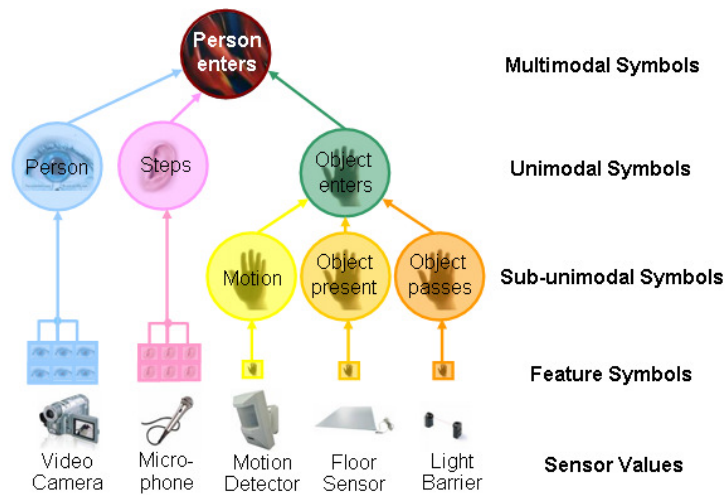 Person
enters
Multimodal Symbols
Person
Steps
Object
enters
Unimodal Symbols
Motion
Object
present
Object
passes
Sub-unimodal Symbols
Feature Symbols
Video
Camera
Micro-
phone
Motion
Detector
Floor
Sensor
Light
Barrier
Sensor Values